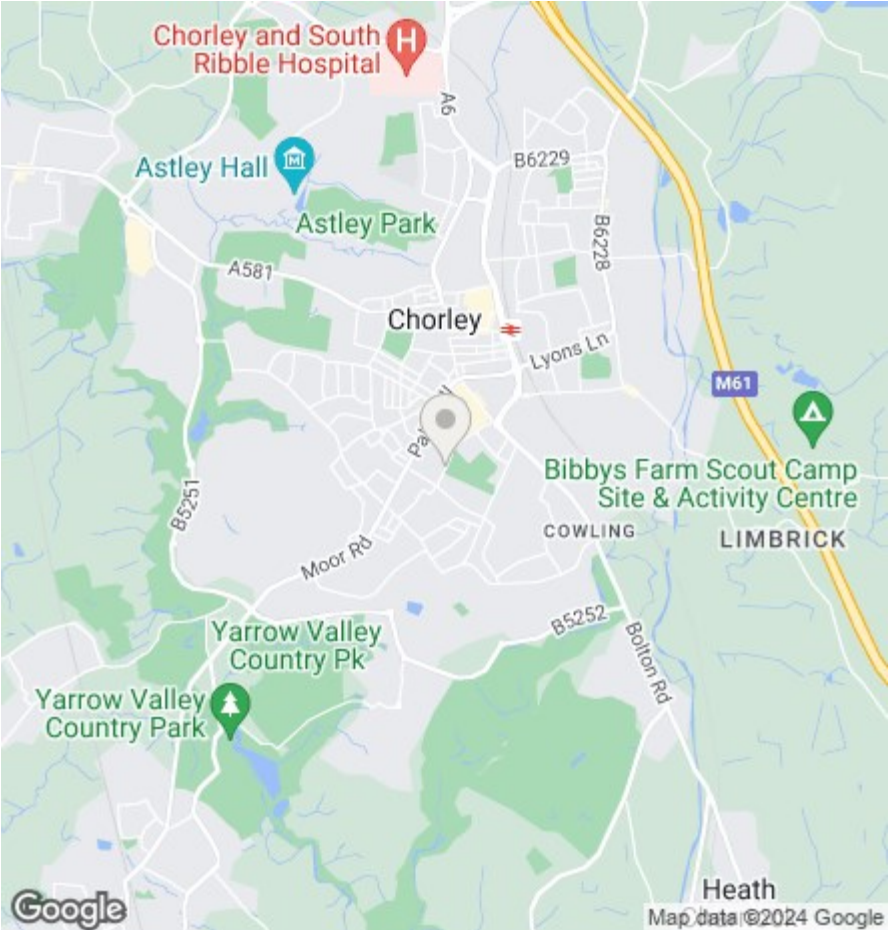 Chorley and South
Ribble Hospital
H
A6
B6229
Astley Hall
M
Astley Park
B6228
A581
Chorley
Lyons Ln
M61
Bibbys Farm Scout Camp
Site & Activity Centre
B5251
COWLING
LIMBRICK
Moor Rd
B5252
Yarrow Valley
Country Pk
Bolton Rd
Yarrow Valley
Country Park
Heath
Google
Map data ©2024 Google